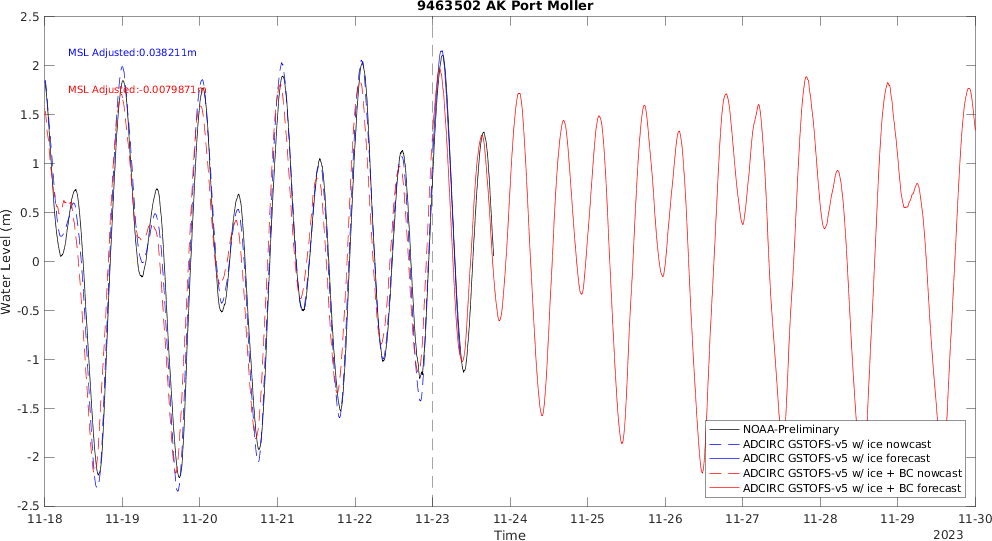 9463502 AK Port Moller
2.5
2
1.5
1
0.5
0
-0.5
-1
-1.5
-2
-2.5
Water Level (m)
MSL Adjusted:0.038211m
MSL Adjusted:-0.0079871m
NOAA-Preliminary
ADCIRC GSTOFS-v5 w/ ice nowcast
ADCIRC GSTOFS-v5 w/ ice forecast
ADCIRC GSTOFS-v5 w/ice + BC nowcast
ADCIRC GSTOFS-v5 w/ice + BC forecast
11-18 11-19 11-20 11-21 11-22 11-23 11-24 11-25 11-26 11-27 11-28 11-29 11-30
Time
2023